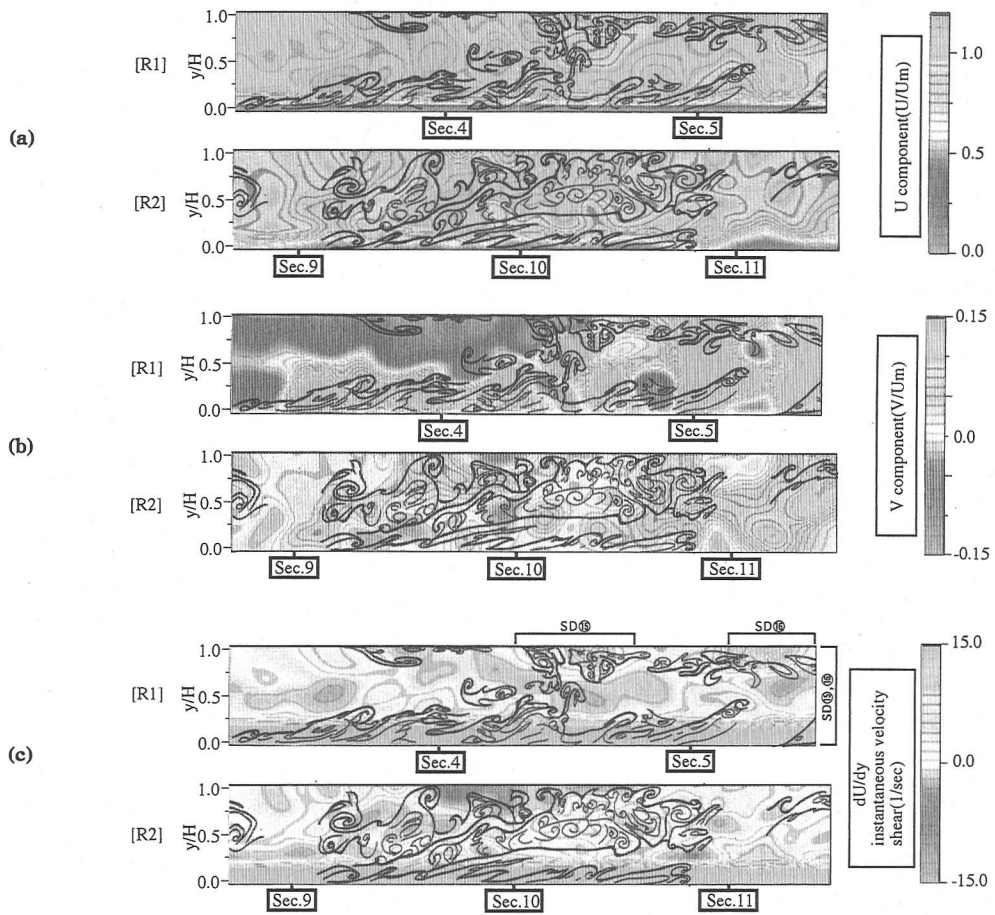 (a)
[R1]
y/H
1.0
0.5
0.0
Sec.4
Sec.5
[R2]
y/H
1.0
0.5
0.0
Sec.9
Sec.10
Sec.11
U component(U/Um)
1.0
0.5
0.0
(b)
[R1]
y/H
1.0
0.5
0.0
Sec.4
Sec.5
[R2]
y/H
1.0
0.5
0.0
Sec.9
Sec.10
Sec.11
V component(V/Um)
0.15
0.0
-0.15
(c)
SD⑮
SD⑯
[R1]
y/H
1.0
0.5
0.0
SD⑮,⑯
Sec.4
Sec.5
[R2]
y/H
1.0
0.5
0.0
Sec.9
Sec.10
Sec.11
dU/dy
instantaneous velocity
shear(1/sec)
15.0
0.0
-15.0